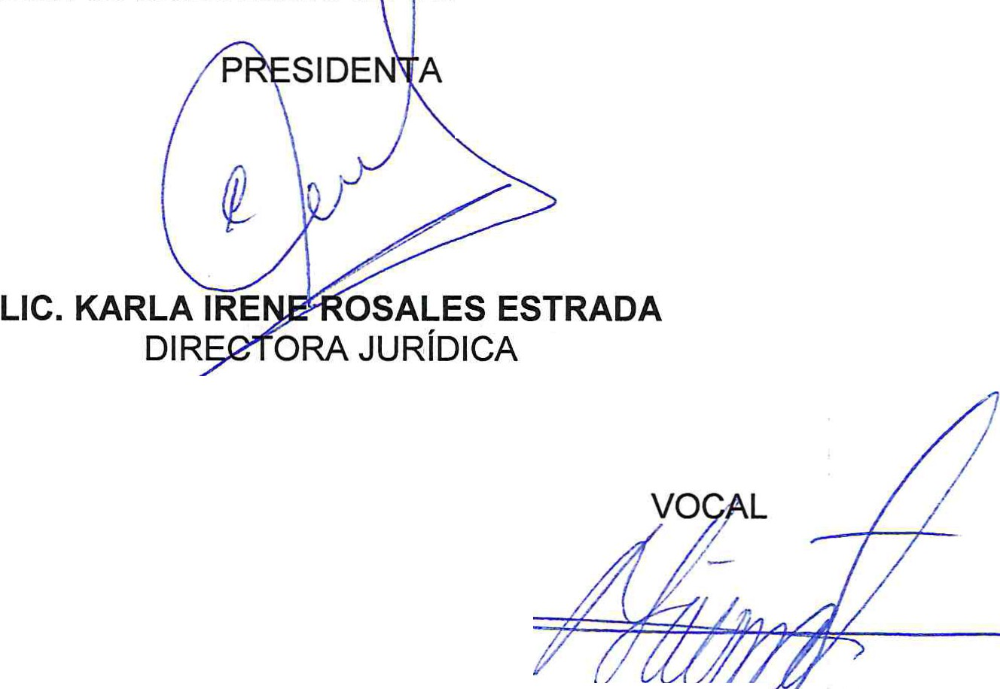 PRESIDENTA
LIC. KARLA IRENE ROSALES ESTRADA
DIRECTORA JURÍDICA
VOCAL